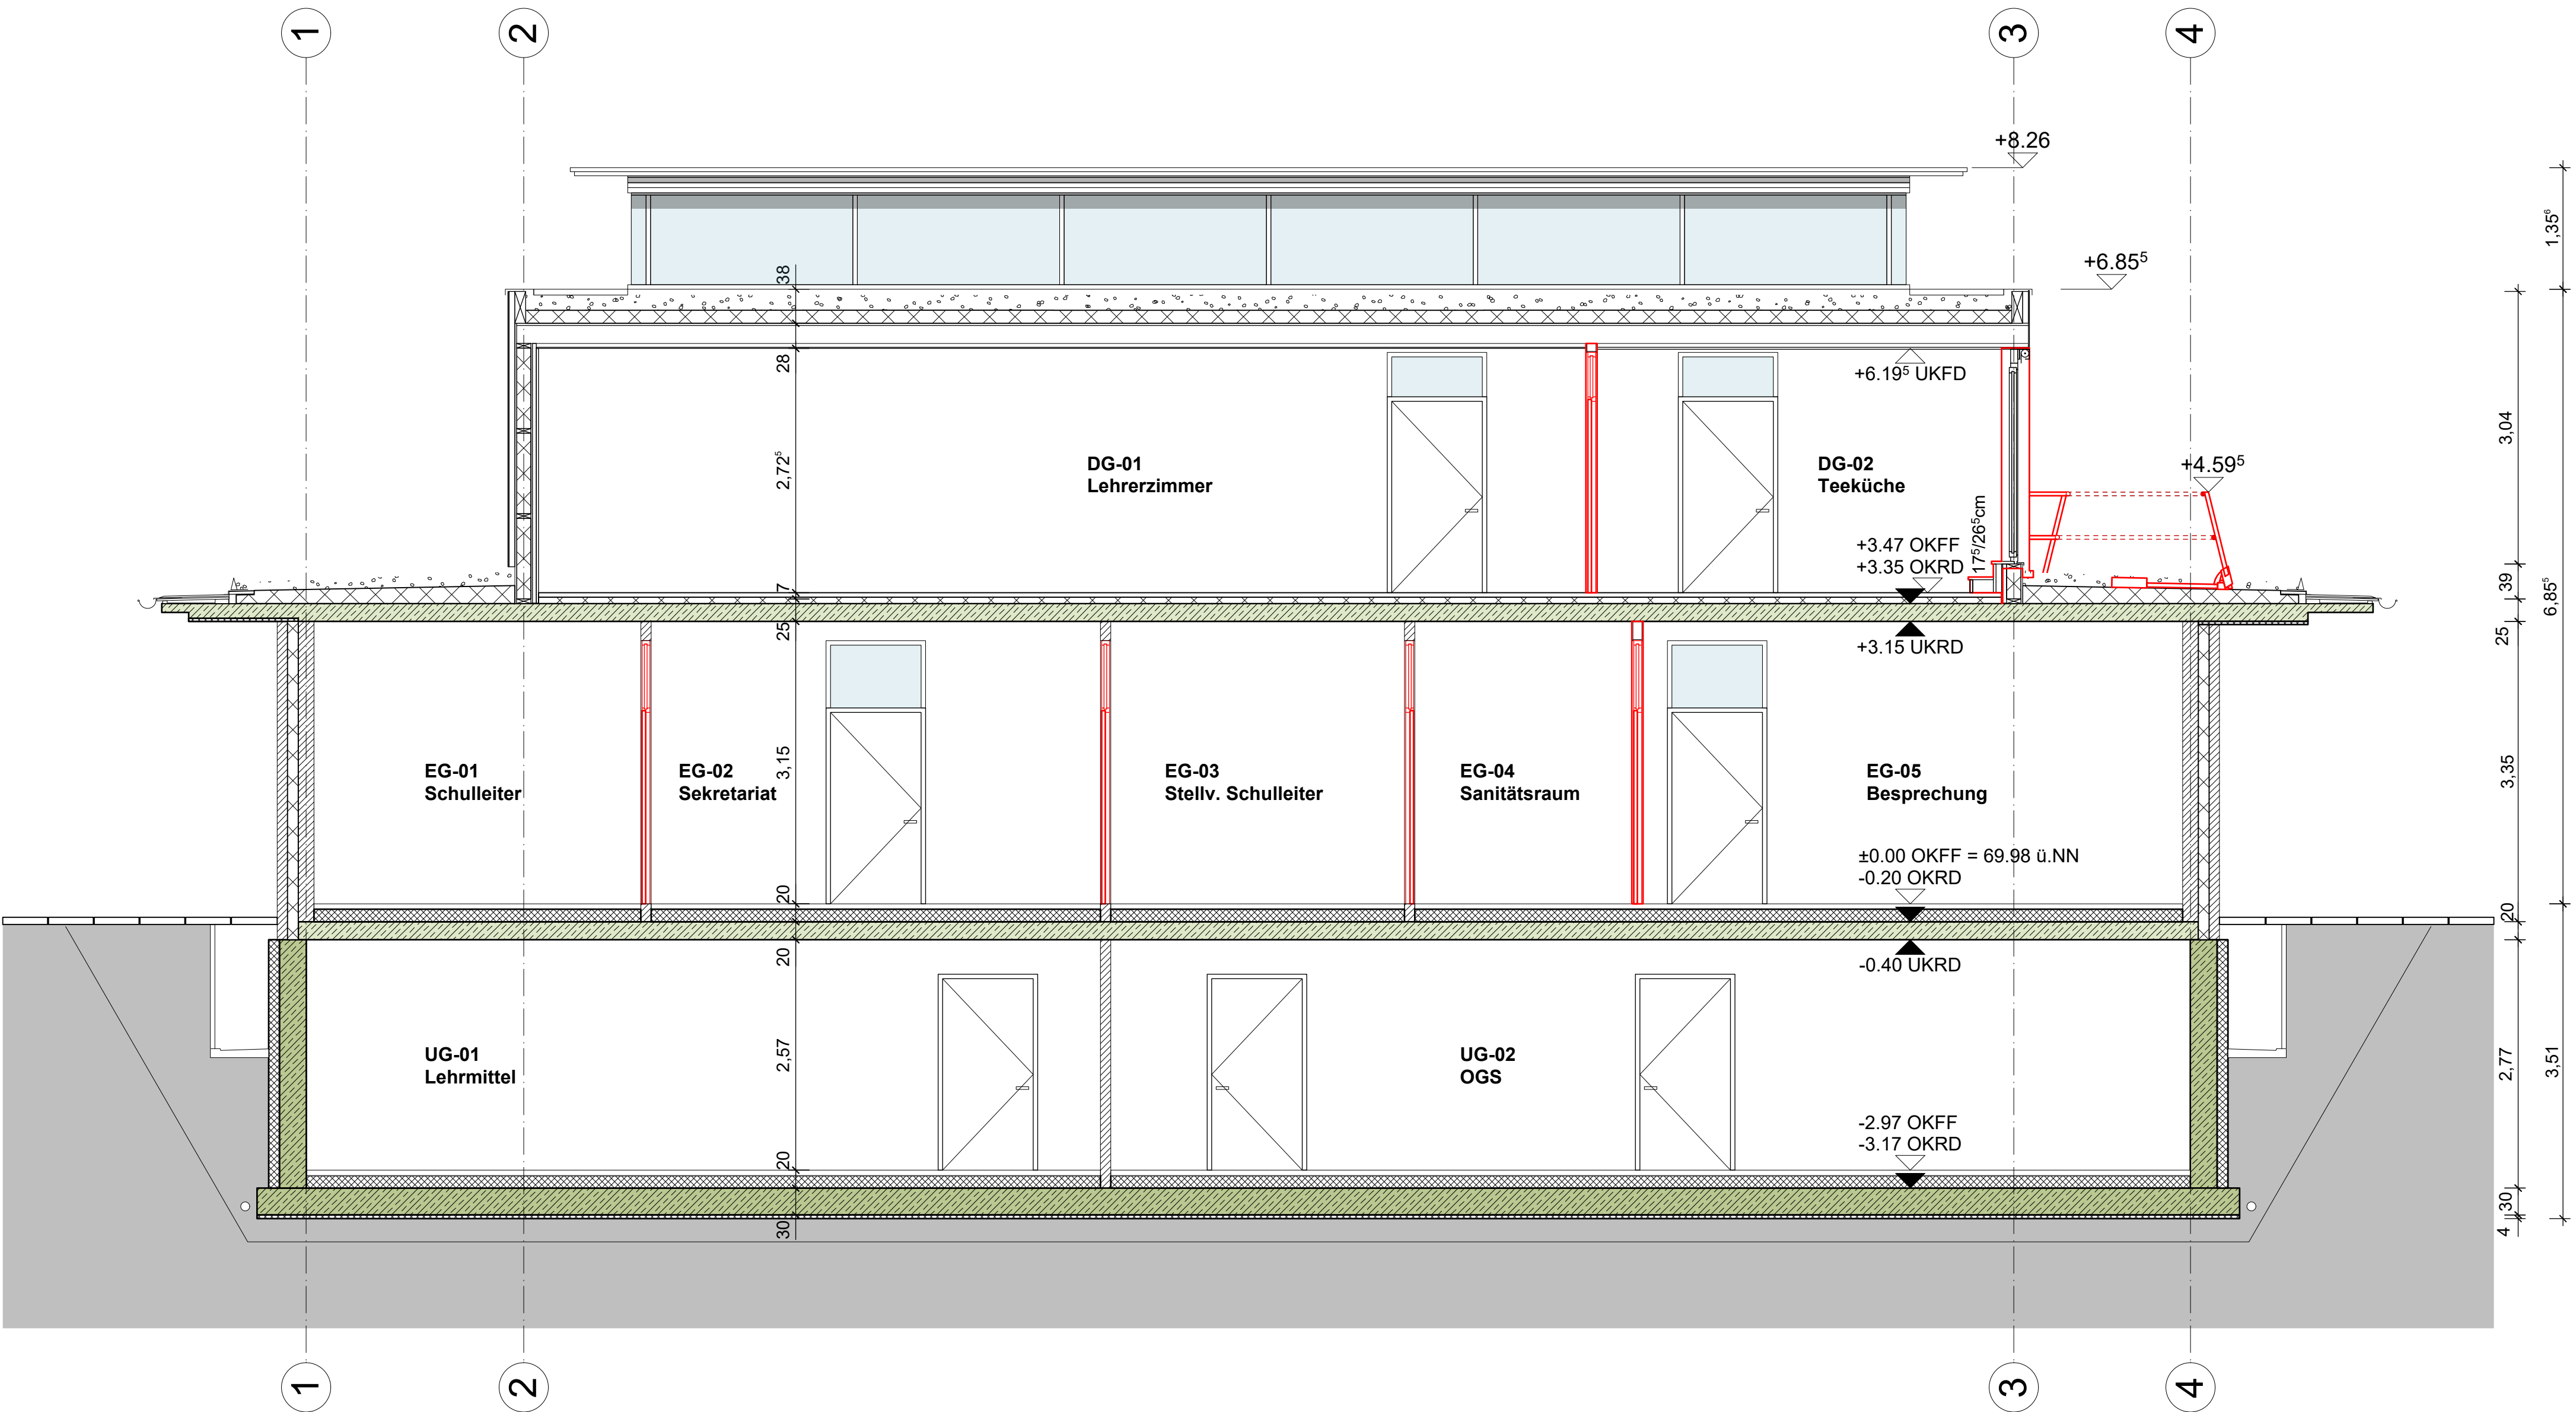 1
2
3
4
+8.26
+6.85⁵
1,35⁶
38
28
+6.19⁵ UKFD
2,72⁵
DG-01
Lehrerzimmer
DG-02
Teeküche
+4.59⁵
3,04
17⁵/26⁵cm
+3.47 OKFF
+3.35 OKRD
7
39
6,85⁵
25
25
+3.15 UKRD
3,15
3,35
EG-01
Schulleiter
EG-02
Sekretariat
EG-03
Stellv. Schulleiter
EG-04
Sanitätsraum
EG-05
Besprechung
±0.00 OKFF = 69.98 ü.NN
-0.20 OKRD
20
20
20
-0.40 UKRD
2,57
2,77
3,51
UG-01
Lehrmittel
UG-02
OGS
-2.97 OKFF
-3.17 OKRD
20
30
30
4
1
2
3
4